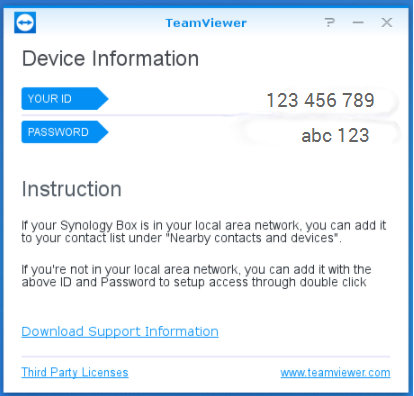 TeamViewer
Device Information
YOUR ID
123 456 789
PASSWORD
abc 123
Instruction
If your Synology Box is in your local area network, you can add it
to your contact list under "Nearby contacts and devices".
If you're not in your local area network, you can add it with the
above ID and Password to setup access through double click
Download Support Information
Third Party Licenses
www.teamviewer.com